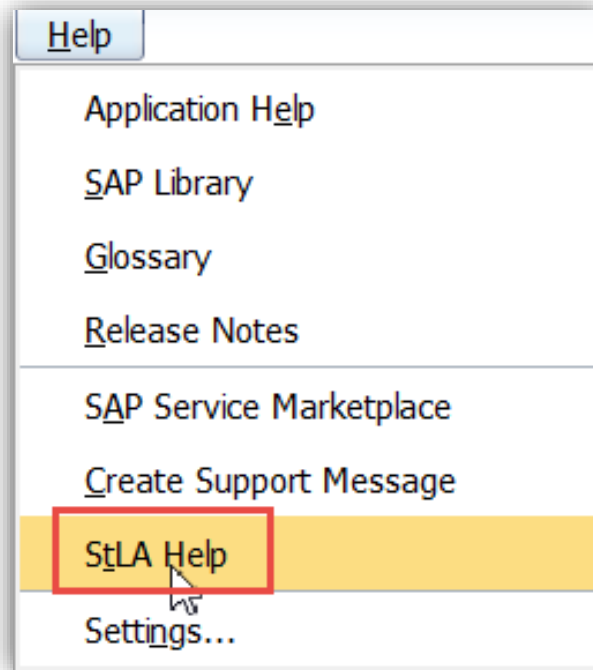 Help
Application Help
SAP Library
Glossary
Release Notes
SAP Service Marketplace
Create Support Message
StLA Help
Settings...